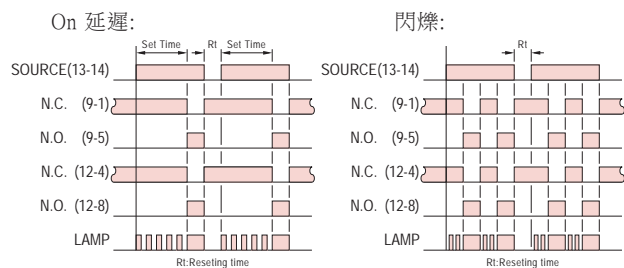 On 延遲:
Set Time Rt Set Time
SOURCE(13-14)
N.C. (9-1)
N.O. (9-5)
N.C. (12-4)
N.O. (12-8)
LAMP
Rt:Reseting time
閃爍:
Rt
SOURCE(13-14)
N.C. (9-1)
N.O. (9-5)
N.C. (12-4)
N.O. (12-8)
LAMP
Rt:Reseting time